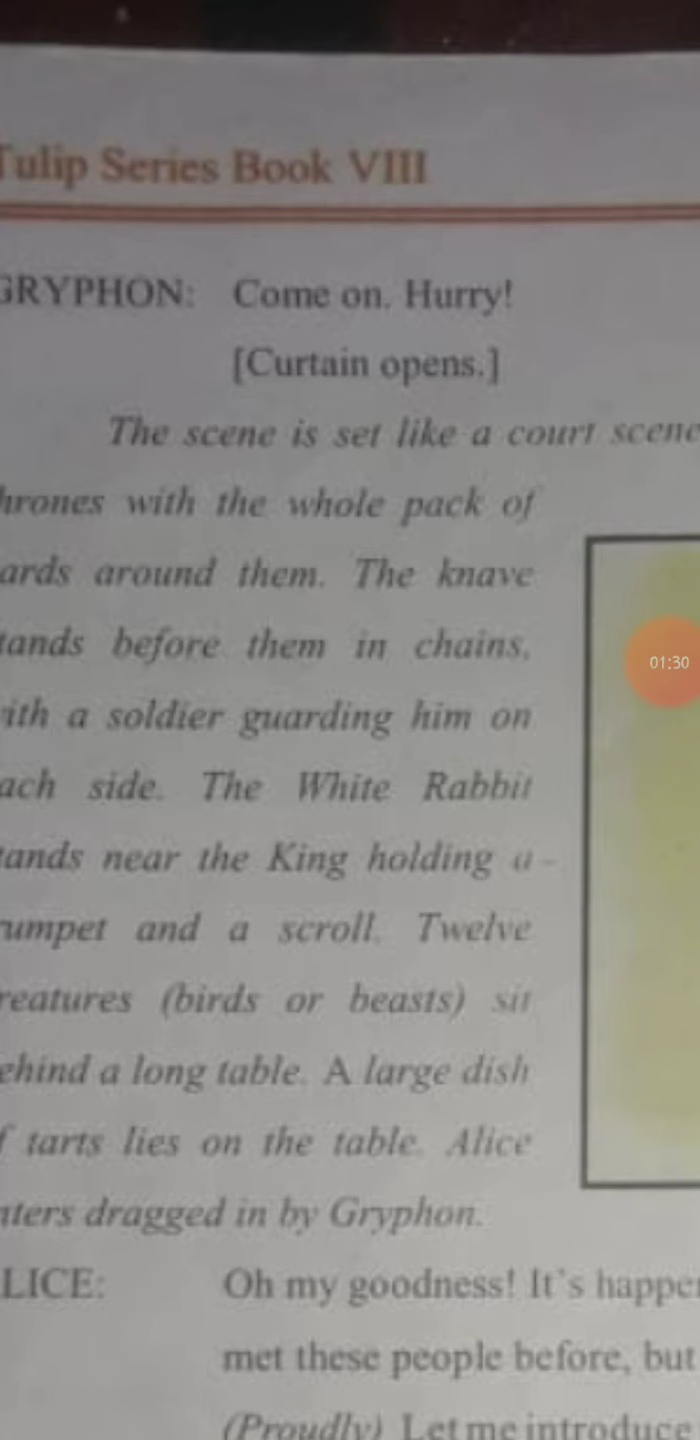 Tulip Series Book VIII
GRYPHON: Come on. Hurry!
[Curtain opens.]
The scene is set like a court scene
hrones with the whole pack of
ards around them. The knave
tands before them in chains,
ith a soldier guarding him on
ach side. The White Rabbit
tands near the King holding a -
rumpet and a scroll. Twelve
reatures (birds or beasts) sit
ehind a long table. A large dish
f tarts lies on the table. Alice
nters dragged in by Gryphon.
LICE: Oh my goodness! It's happen
met these people before, but
(Proudly) Let me introduce
01:30